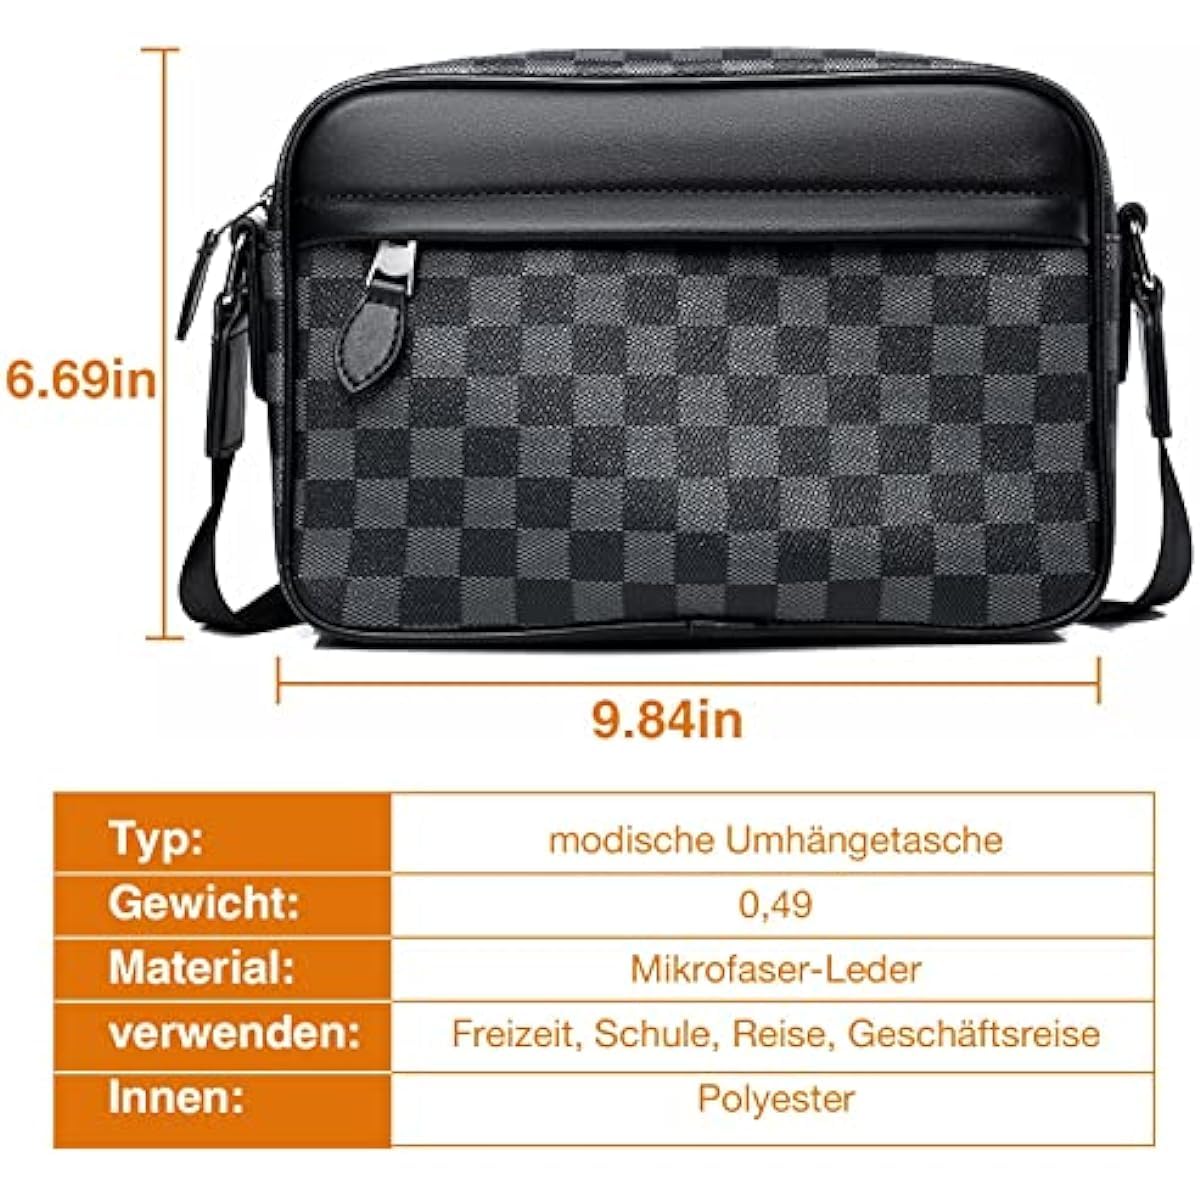 6.69in
9.84in
Typ: modische Umhängetasche
Gewicht: 0,49
Material: Mikrofaser-Leder
verwenden: Freizeit, Schule, Reise, Geschäftsreise
Innen: Polyester